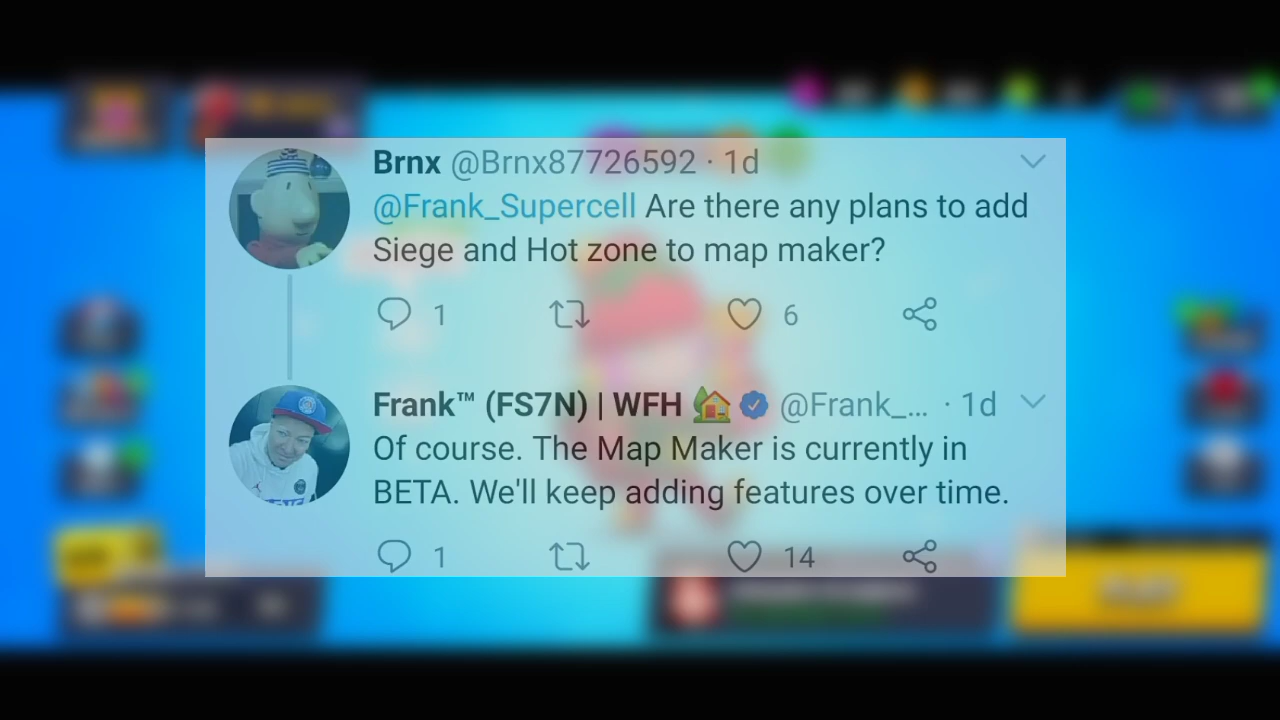 Brnx @Brnx87726592 · 1d
@Frank_Supercell Are there any plans to add
Siege and Hot zone to map maker?
1 6
Frank™ (FS7N) | WFH 🏡 @Frank_... · 1d
Of course. The Map Maker is currently in
BETA. We'll keep adding features over time.
1 14